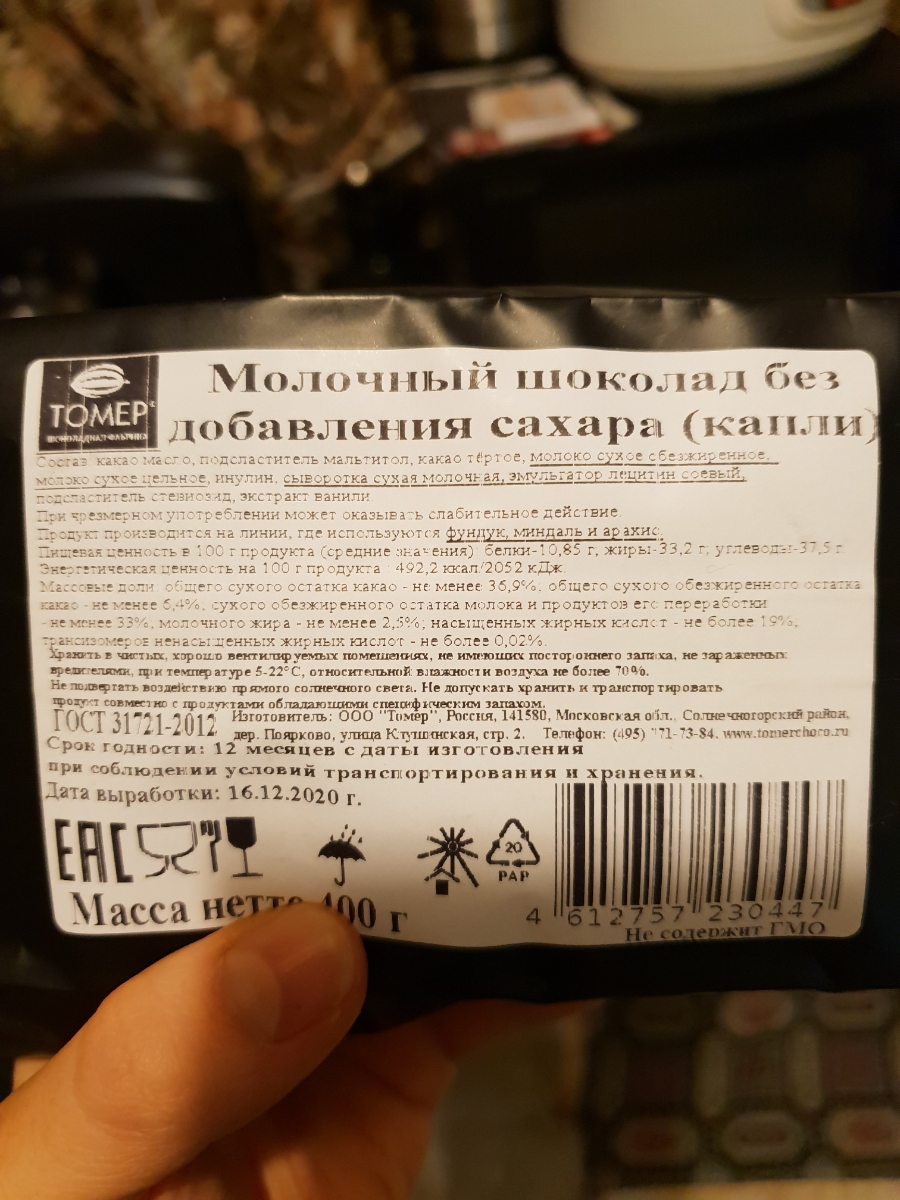 ТОМЕР
ШОКОЛАДНАЯ ФАБРИКА
Молочный шоколад без
добавления сахара (капли)
Состав: какао масло, подсластитель мальтитол, какао тёртое, молоко сухое обезжиренное,
молоко сухое цельное, инулин, сыворотка сухая молочная, эмульгатор лецитин соевый,
подсластитель стевиозид, экстракт ванили.
При чрезмерном употреблении может оказывать слабительное действие.
Продукт производится на линии, где используются фундук, миндаль и арахис.
Пищевая ценность в 100 г продукта (средние значения): белки-10,85 г; жиры-33,2 г; углеводы-37,5 г.
Энергетическая ценность на 100 г продукта : 492,2 ккал/2052 кДж.
Массовые доли: общего сухого остатка какао - не менее 36,9%; общего сухого обезжиренного остатка
какао - не менее 6,4%; сухого обезжиренного остатка молока и продуктов его переработки
- не менее 33%, молочного жира - не менее 2,5%; насыщенных жирных кислот - не более 19%,
трансизомеров ненасыщенных жирных кислот - не более 0,02%.
Хранить в чистых, хорошо вентилируемых помещениях, не имеющих постороннего запаха, не зараженных
вредителями, при температуре 5-22°С, относительной влажности воздуха не более 70%.
Не подвергать воздействию прямого солнечного света. Не допускать хранить и транспортировать
продукт совместно с продуктами обладающими специфическим запахом.
ГОСТ 31721-2012
Изготовитель: ООО "Томер", Россия, 141580, Московская обл., Солнечногорский район,
дер. Поярково, улица Клушинская, стр. 2. Телефон: (495) 71-73-84. www.tomerchoco.ru
Срок годности: 12 месяцев с даты изготовления
при соблюдении условий транспортирования и хранения.
Дата выработки: 16.12.2020 г.
ЕАС
20
PAP
Масса нетто 400 г
4 612757 230447
Не содержит ГМО